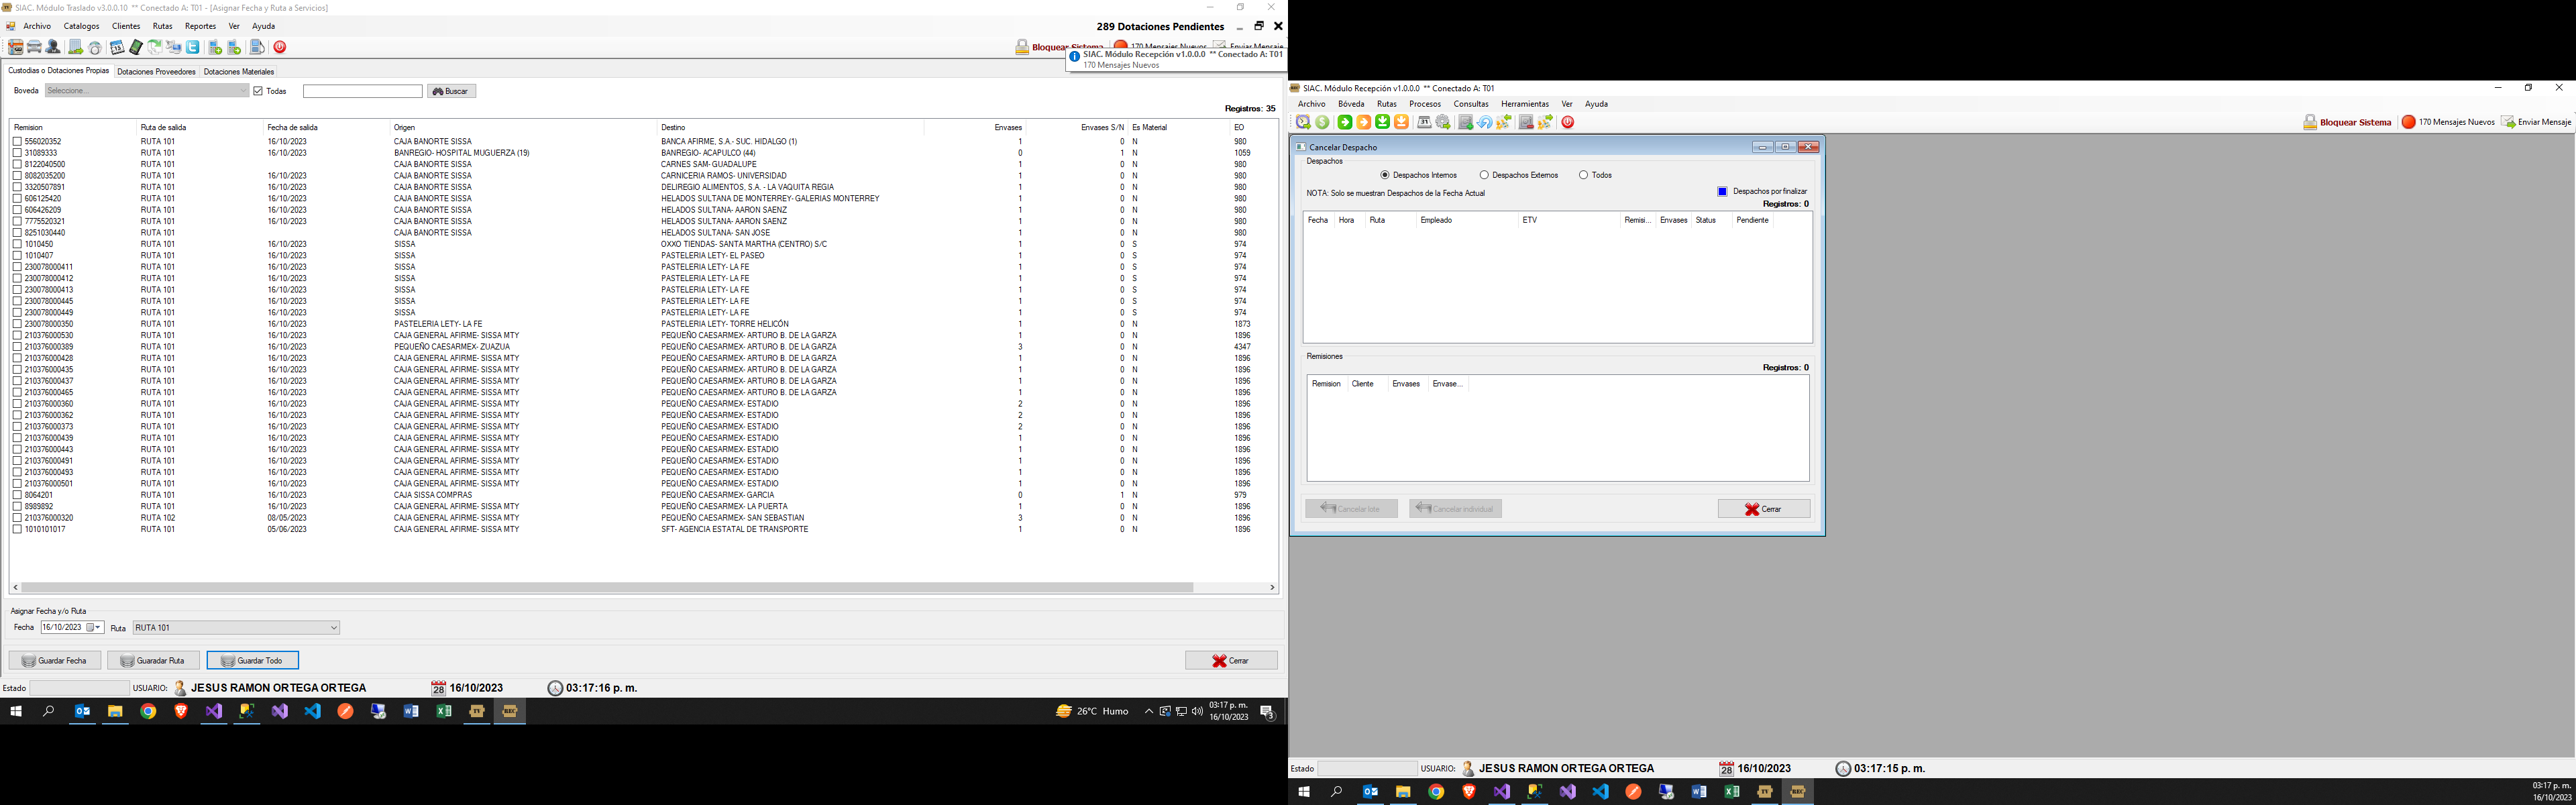 SIAC. Módulo Traslado v3.0.0.10 ** Conectado A: T01 - [Asignar Fecha y Ruta a Servicios]
Archivo Catalogos Clientes Rutas Reportes Ver Ayuda
289 Dotaciones Pendientes
Bloquear Sistema 170 Mensajes Nuevos Enviar Mensaje
SIAC. Módulo Recepción v1.0.0.0 ** Conectado A: T01
170 Mensajes Nuevos
Custodias o Dotaciones Propias Dotaciones Proveedores Dotaciones Materiales
Boveda Seleccione... Todas Buscar
Registros: 35
Remision Ruta de salida Fecha de salida Origen Destino Envases Envases S/N Es Material EO
556020352 RUTA 101 16/10/2023 CAJA BANORTE SISSA BANCA AFIRME, S.A.- SUC. HIDALGO (1) 1 0 N 980
31089333 RUTA 101 16/10/2023 BANREGIO- HOSPITAL MUGUERZA (19) BANREGIO- ACAPULCO (44) 0 1 N 1059
8122040500 RUTA 101 CAJA BANORTE SISSA CARNES SAM- GUADALUPE 1 0 N 980
8082035200 RUTA 101 16/10/2023 CAJA BANORTE SISSA CARNICERIA RAMOS- UNIVERSIDAD 1 0 N 980
3320507891 RUTA 101 16/10/2023 CAJA BANORTE SISSA DELIREGIO ALIMENTOS, S.A. - LA VAQUITA REGIA 1 0 N 980
606125420 RUTA 101 16/10/2023 CAJA BANORTE SISSA HELADOS SULTANA DE MONTERREY- GALERIAS MONTERREY 1 0 N 980
606426209 RUTA 101 16/10/2023 CAJA BANORTE SISSA HELADOS SULTANA- AARON SAENZ 1 0 N 980
7775520321 RUTA 101 16/10/2023 CAJA BANORTE SISSA HELADOS SULTANA- AARON SAENZ 1 0 N 980
8251030440 RUTA 101 CAJA BANORTE SISSA HELADOS SULTANA- SAN JOSE 1 0 N 980
1010450 RUTA 101 16/10/2023 SISSA OXXO TIENDAS- SANTA MARTHA (CENTRO) S/C 1 0 S 974
1010407 RUTA 101 16/10/2023 SISSA PASTELERIA LETY- EL PASEO 1 0 S 974
230078000411 RUTA 101 16/10/2023 SISSA PASTELERIA LETY- LA FE 1 0 S 974
230078000412 RUTA 101 16/10/2023 SISSA PASTELERIA LETY- LA FE 1 0 S 974
230078000413 RUTA 101 16/10/2023 SISSA PASTELERIA LETY- LA FE 1 0 S 974
230078000445 RUTA 101 16/10/2023 SISSA PASTELERIA LETY- LA FE 1 0 S 974
230078000449 RUTA 101 16/10/2023 SISSA PASTELERIA LETY- LA FE 1 0 S 974
230078000350 RUTA 101 16/10/2023 PASTELERIA LETY- LA FE PASTELERIA LETY- TORRE HELICÓN 1 0 N 1873
210376000530 RUTA 101 16/10/2023 CAJA GENERAL AFIRME- SISSA MTY PEQUEÑO CAESARMEX- ARTURO B. DE LA GARZA 1 0 N 1896
210376000389 RUTA 101 16/10/2023 PEQUEÑO CAESARMEX- ZUAZUA PEQUEÑO CAESARMEX- ARTURO B. DE LA GARZA 3 0 N 4347
210376000428 RUTA 101 16/10/2023 CAJA GENERAL AFIRME- SISSA MTY PEQUEÑO CAESARMEX- ARTURO B. DE LA GARZA 1 0 N 1896
210376000435 RUTA 101 16/10/2023 CAJA GENERAL AFIRME- SISSA MTY PEQUEÑO CAESARMEX- ARTURO B. DE LA GARZA 1 0 N 1896
210376000437 RUTA 101 16/10/2023 CAJA GENERAL AFIRME- SISSA MTY PEQUEÑO CAESARMEX- ARTURO B. DE LA GARZA 1 0 N 1896
210376000465 RUTA 101 16/10/2023 CAJA GENERAL AFIRME- SISSA MTY PEQUEÑO CAESARMEX- ARTURO B. DE LA GARZA 1 0 N 1896
210376000360 RUTA 101 16/10/2023 CAJA GENERAL AFIRME- SISSA MTY PEQUEÑO CAESARMEX- ESTADIO 2 0 N 1896
210376000362 RUTA 101 16/10/2023 CAJA GENERAL AFIRME- SISSA MTY PEQUEÑO CAESARMEX- ESTADIO 2 0 N 1896
210376000373 RUTA 101 16/10/2023 CAJA GENERAL AFIRME- SISSA MTY PEQUEÑO CAESARMEX- ESTADIO 2 0 N 1896
210376000439 RUTA 101 16/10/2023 CAJA GENERAL AFIRME- SISSA MTY PEQUEÑO CAESARMEX- ESTADIO 1 0 N 1896
210376000443 RUTA 101 16/10/2023 CAJA GENERAL AFIRME- SISSA MTY PEQUEÑO CAESARMEX- ESTADIO 1 0 N 1896
210376000491 RUTA 101 16/10/2023 CAJA GENERAL AFIRME- SISSA MTY PEQUEÑO CAESARMEX- ESTADIO 1 0 N 1896
210376000493 RUTA 101 16/10/2023 CAJA GENERAL AFIRME- SISSA MTY PEQUEÑO CAESARMEX- ESTADIO 1 0 N 1896
210376000501 RUTA 101 16/10/2023 CAJA GENERAL AFIRME- SISSA MTY PEQUEÑO CAESARMEX- ESTADIO 1 0 N 1896
8064201 RUTA 101 16/10/2023 CAJA SISSA COMPRAS PEQUEÑO CAESARMEX- GARCIA 0 1 N 979
8989892 RUTA 101 16/10/2023 CAJA GENERAL AFIRME- SISSA MTY PEQUEÑO CAESARMEX- LA PUERTA 1 0 N 1896
210376000320 RUTA 102 08/05/2023 CAJA GENERAL AFIRME- SISSA MTY PEQUEÑO CAESARMEX- SAN SEBASTIAN 3 0 N 1896
1010101017 RUTA 101 05/06/2023 CAJA GENERAL AFIRME- SISSA MTY SFT- AGENCIA ESTATAL DE TRANSPORTE 1 0 N 1896
Asignar Fecha y/o Ruta
Fecha 16/10/2023 Ruta RUTA 101
Guardar Fecha Guaradar Ruta Guardar Todo Cerrar
Estado USUARIO: JESUS RAMON ORTEGA ORTEGA 28 16/10/2023 03:17:16 p. m.
26°C Humo 03:17 p. m.
16/10/2023
3
SIAC. Módulo Recepción v1.0.0.0 ** Conectado A: T01
Archivo Bóveda Rutas Procesos Consultas Herramientas Ver Ayuda
Bloquear Sistema 170 Mensajes Nuevos Enviar Mensaje
Cancelar Despacho
Despachos
Despachos Internos Despachos Externos Todos
NOTA: Solo se muestran Despachos de la Fecha Actual Despachos por finalizar
Registros: 0
Fecha Hora Ruta Empleado ETV Remisi... Envases Status Pendiente
Remisiones
Registros: 0
Remision Cliente Envases Envase...
Cancelar lote Cancelar individual Cerrar
Estado USUARIO: JESUS RAMON ORTEGA ORTEGA 28 16/10/2023 03:17:15 p. m.
03:17 p. m.
16/10/2023